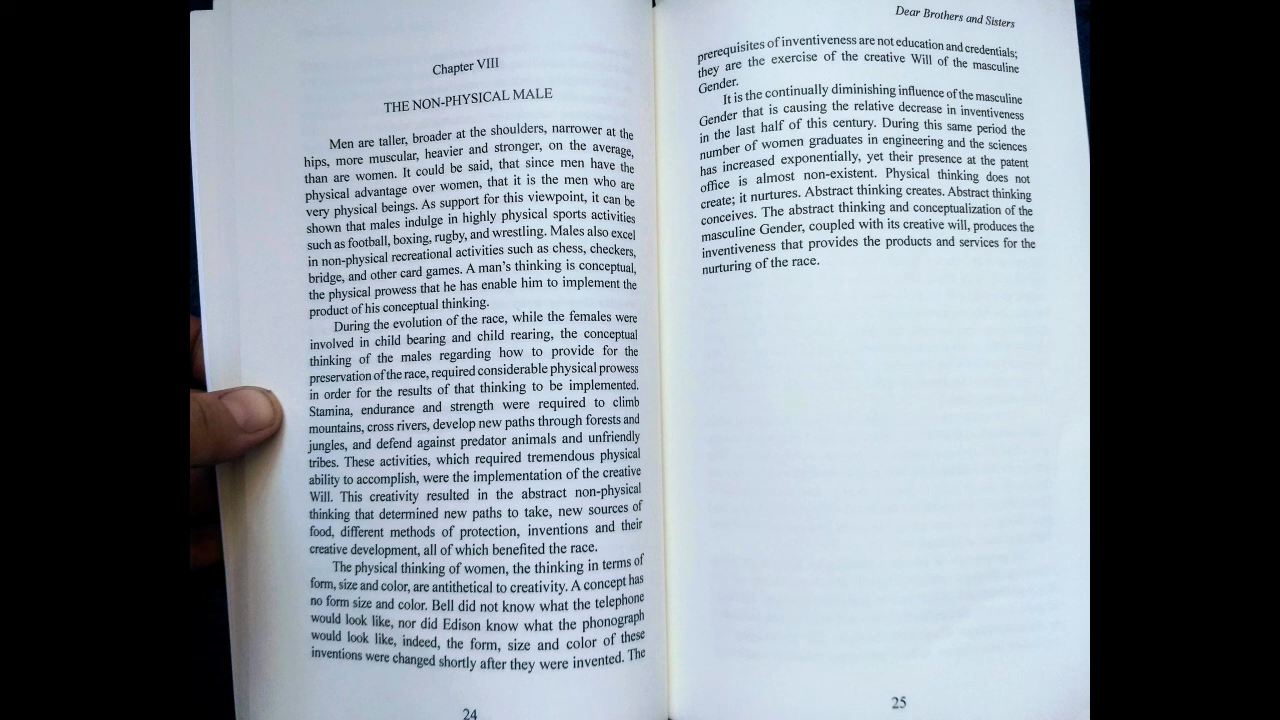 Chapter VIII
THE NON-PHYSICAL MALE
Men are taller, broader at the shoulders, narrower at the
hips, more muscular, heavier and stronger, on the average,
than are women. It could be said, that since men have the
physical advantage over women, that it is the men who are
very physical beings. As support for this viewpoint, it can be
shown that males indulge in highly physical sports activities
such as football, boxing, rugby, and wrestling. Males also excel
in non-physical recreational activities such as chess, checkers,
bridge, and other card games. A man's thinking is conceptual,
the physical prowess that he has enable him to implement the
product of his conceptual thinking.
During the evolution of the race, while the females were
involved in child bearing and child rearing, the conceptual
thinking of the males regarding how to provide for the
preservation of the race, required considerable physical prowess
in order for the results of that thinking to be implemented.
Stamina, endurance and strength were required to climb
mountains, cross rivers, develop new paths through forests and
jungles, and defend against predator animals and unfriendly
tribes. These activities, which required tremendous physical
ability to accomplish, were the implementation of the creative
Will. This creativity resulted in the abstract non-physical
thinking that determined new paths to take, new sources of
food, different methods of protection, inventions and their
creative development, all of which benefited the race.
The physical thinking of women, the thinking in terms of
form, size and color, are antithetical to creativity. A concept has
no form size and color. Bell did not know what the telephone
would look like, nor did Edison know what the phonograph
would look like, indeed, the form, size and color of these
inventions were changed shortly after they were invented. The
24
Dear Brothers and Sisters
prerequisites of inventiveness are not education and credentials;
they are the exercise of the creative Will of the masculine
Gender.
It is the continually diminishing influence of the masculine
Gender that is causing the relative decrease in inventiveness
in the last half of this century. During this same period the
number of women graduates in engineering and the sciences
has increased exponentially, yet their presence at the patent
office is almost non-existent. Physical thinking does not
create; it nurtures. Abstract thinking creates. Abstract thinking
conceives. The abstract thinking and conceptualization of the
masculine Gender, coupled with its creative will, produces the
inventiveness that provides the products and services for the
nurturing of the race.
25